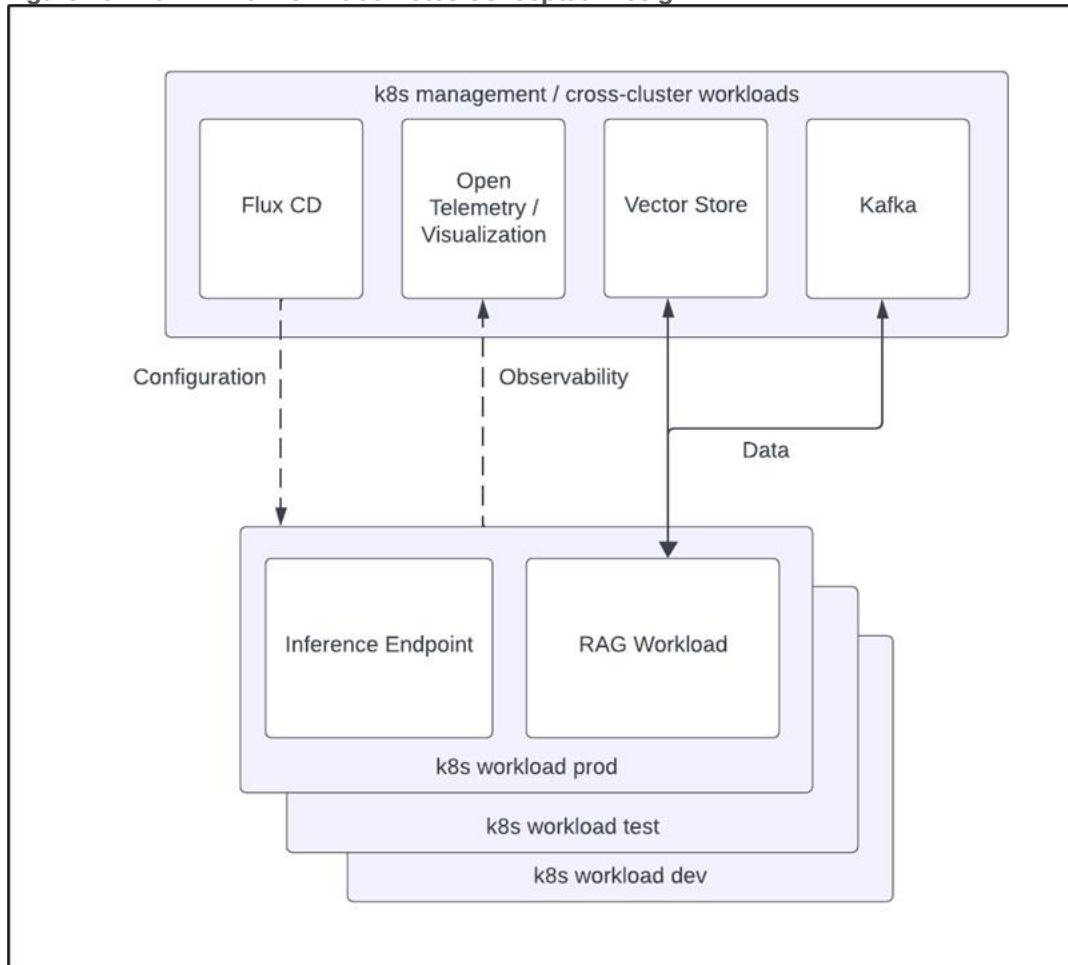 k8s management / cross-cluster workloads
Flux CD
Open
Telemetry /
Visualization
Vector Store
Kafka
Configuration
Observability
Data
Inference Endpoint
RAG Workload
k8s workload prod
k8s workload test
k8s workload dev